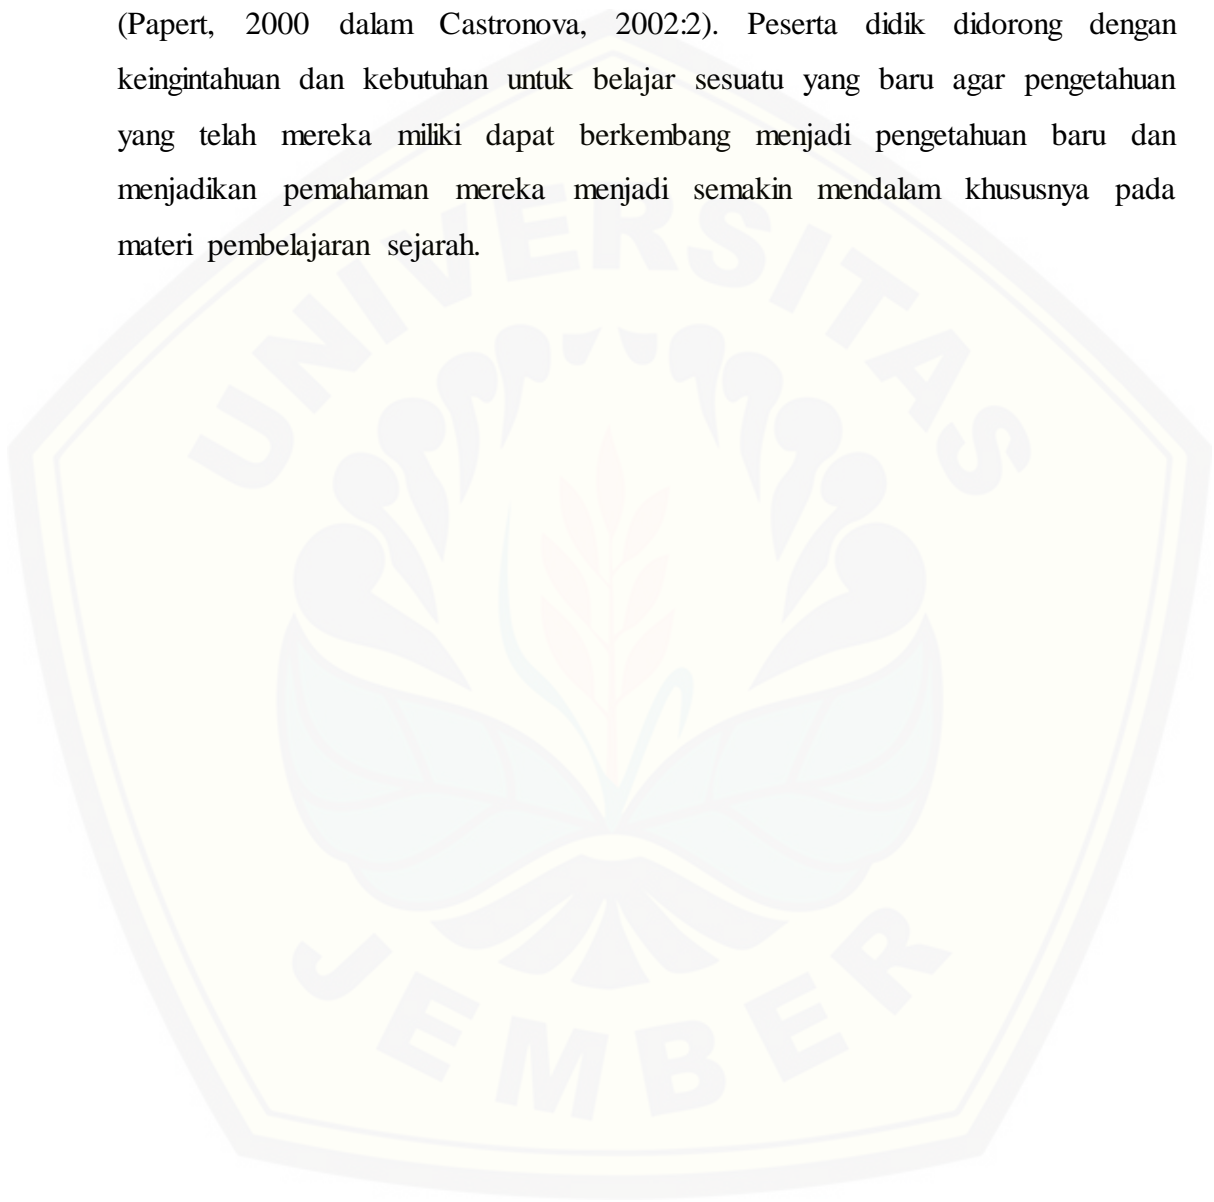 (Papert, 2000 dalam Castronova, 2002:2). Peserta didik didorong dengan
keingintahuan dan kebutuhan untuk belajar sesuatu yang baru agar pengetahuan
yang telah mereka miliki dapat berkembang menjadi pengetahuan baru dan
menjadikan pemahaman mereka menjadi semakin mendalam khususnya pada
materi pembelajaran sejarah.
UNIVERSITAS
JEMBER